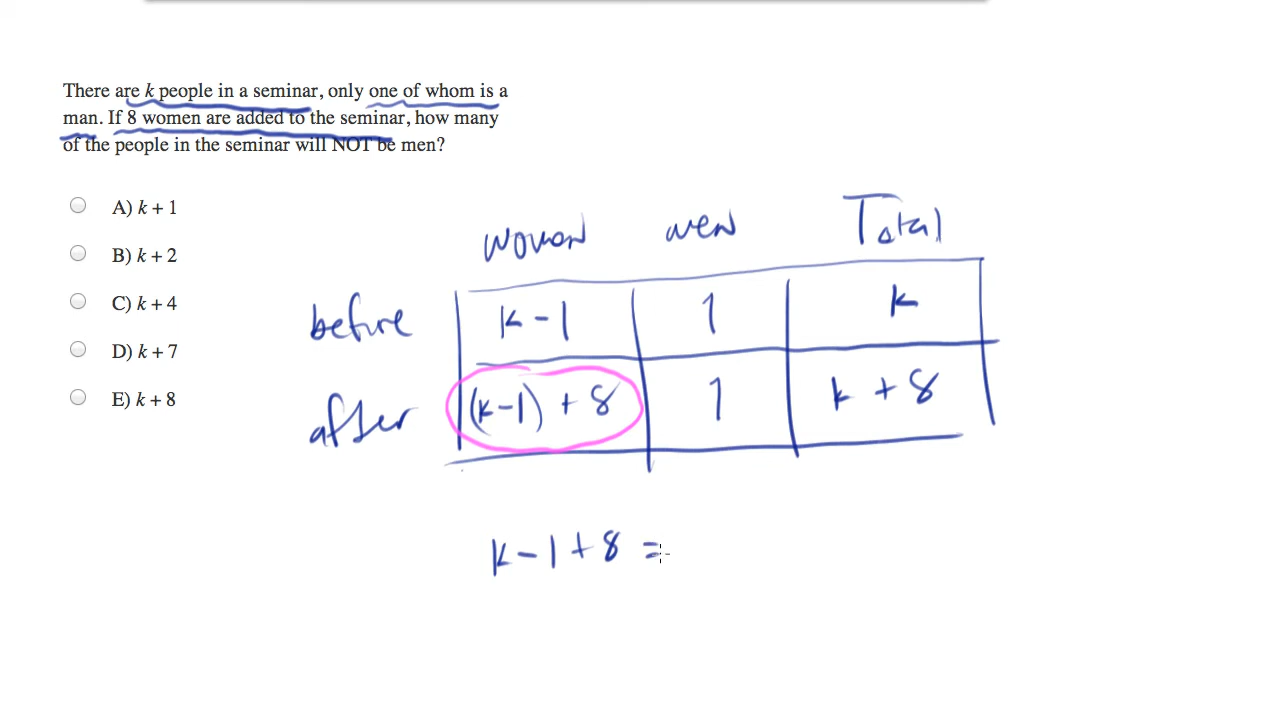 There are k people in a seminar, only one of whom is a
man. If 8 women are added to the seminar, how many
of the people in the seminar will NOT be men?
A) k + 1
B) k + 2
C) k + 4
D) k + 7
E) k + 8
women men Total
before k - 1 1 k
after (k - 1) + 8 1 k + 8
k - 1 + 8 =